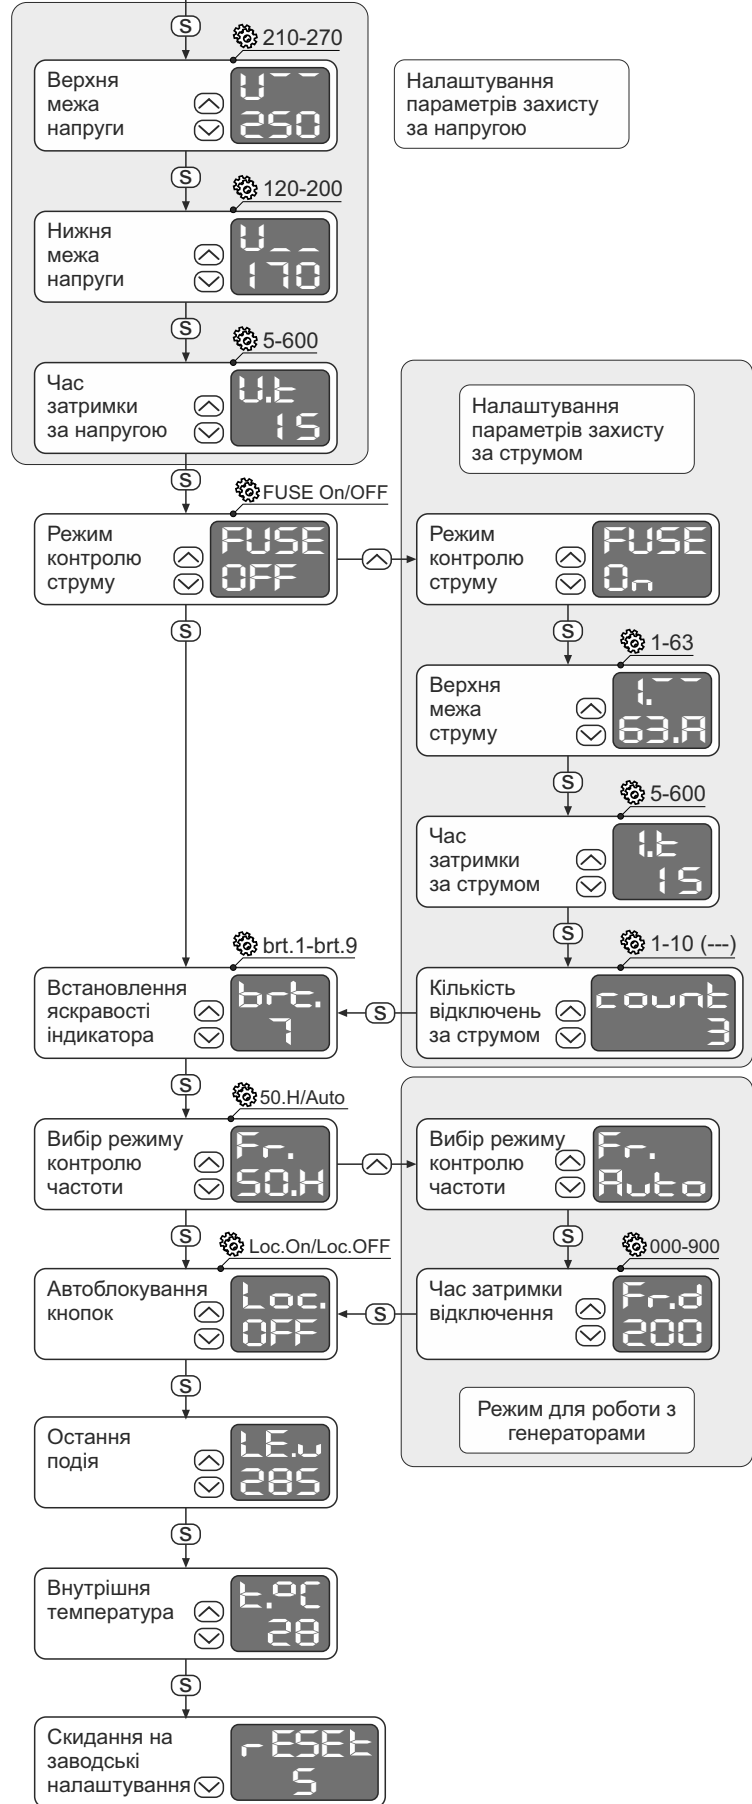 S
210-270
Верхня
межа
напруги
U¯¯
250
Налаштування
параметрів захисту
за напругою
S
120-200
Нижня
межа
напруги
U__
170
S
5-600
Час
затримки
за напругою
U.t
15
S
FUSE On/OFF
Режим
контролю
струму
FUSE
OFF
Налаштування
параметрів захисту
за струмом
Режим
контролю
струму
FUSE
On
S
1-63
Верхня
межа
струму
I.¯¯
63.A
S
5-600
Час
затримки
за струмом
I.t
15
S
1-10 (---)
Кількість
відключень
за струмом
count
3
S
S
brt.1-brt.9
Встановлення
яскравості
індикатора
brt.
7
S
50.H/Auto
Вибір режиму
контролю
частоти
Fr.
50.H
Вибір режиму
контролю
частоти
Fr.
Auto
S
000-900
Час затримки
відключення
Fr.d
200
S
Режим для роботи з
генераторами
S
Loc.On/Loc.OFF
Автоблокування
кнопок
Loc.
OFF
S
Остання
подія
LE.u
285
S
Внутрішня
температура
t.°C
28
S
Скидання на
заводські
налаштування
rESEt
5